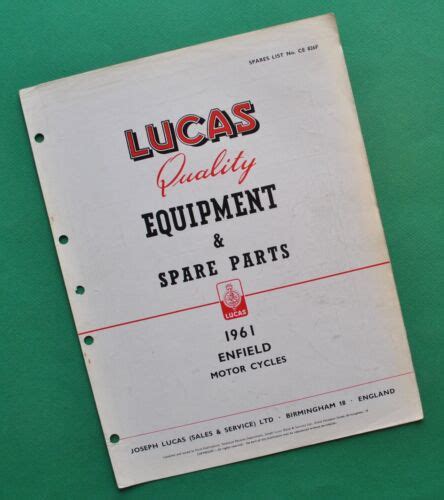 SPARES LIST No. CE 826F
LUCAS
Quality
EQUIPMENT
&
SPARE PARTS
LUCAS
1961
ENFIELD
MOTOR CYCLES
JOSEPH LUCAS (SALES & SERVICE) LTD · BIRMINGHAM 18 · ENGLAND